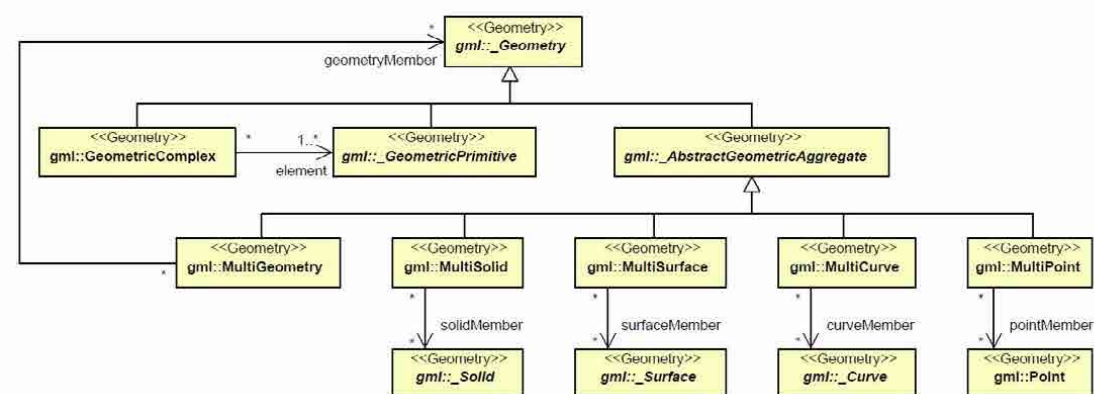 *
<<Geometry>>
gml::_Geometry
geometryMember
<<Geometry>>
gml::GeometricComplex
*
1..*
element
<<Geometry>>
gml::_GeometricPrimitive
<<Geometry>>
gml::_AbstractGeometricAggregate
<<Geometry>>
gml::MultiGeometry
*
<<Geometry>>
gml::MultiSolid
<<Geometry>>
gml::MultiSurface
<<Geometry>>
gml::MultiCurve
<<Geometry>>
gml::MultiPoint
*
solidMember
*
*
surfaceMember
*
*
curveMember
*
*
pointMember
*
<<Geometry>>
gml::_Solid
<<Geometry>>
gml::_Surface
<<Geometry>>
gml::_Curve
<<Geometry>>
gml::Point